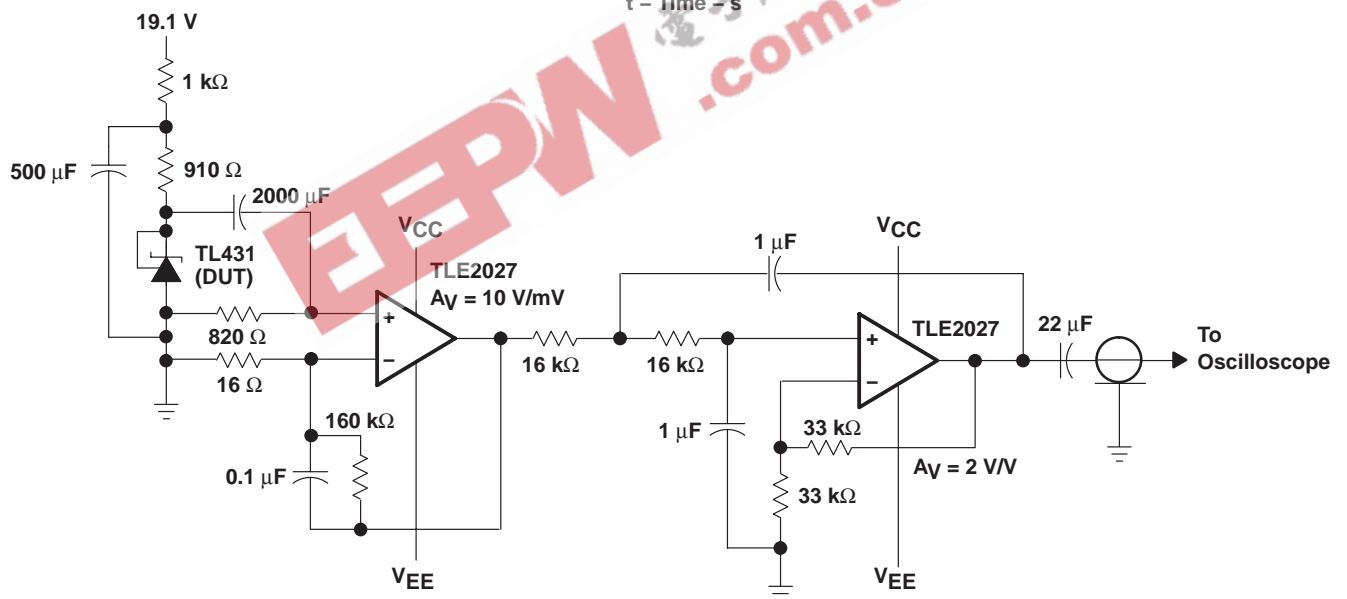 t – Time – s
EEPW
.com.c
19.1 V
1 kΩ
500 μF
910 Ω
2000 μF
TL431
(DUT)
820 Ω
16 Ω
VCC
TLE2027
AV = 10 V/mV
+
–
160 kΩ
0.1 μF
VEE
16 kΩ
16 kΩ
1 μF
1 μF
VCC
TLE2027
+
–
33 kΩ
33 kΩ
AV = 2 V/V
VEE
22 μF
To
Oscilloscope